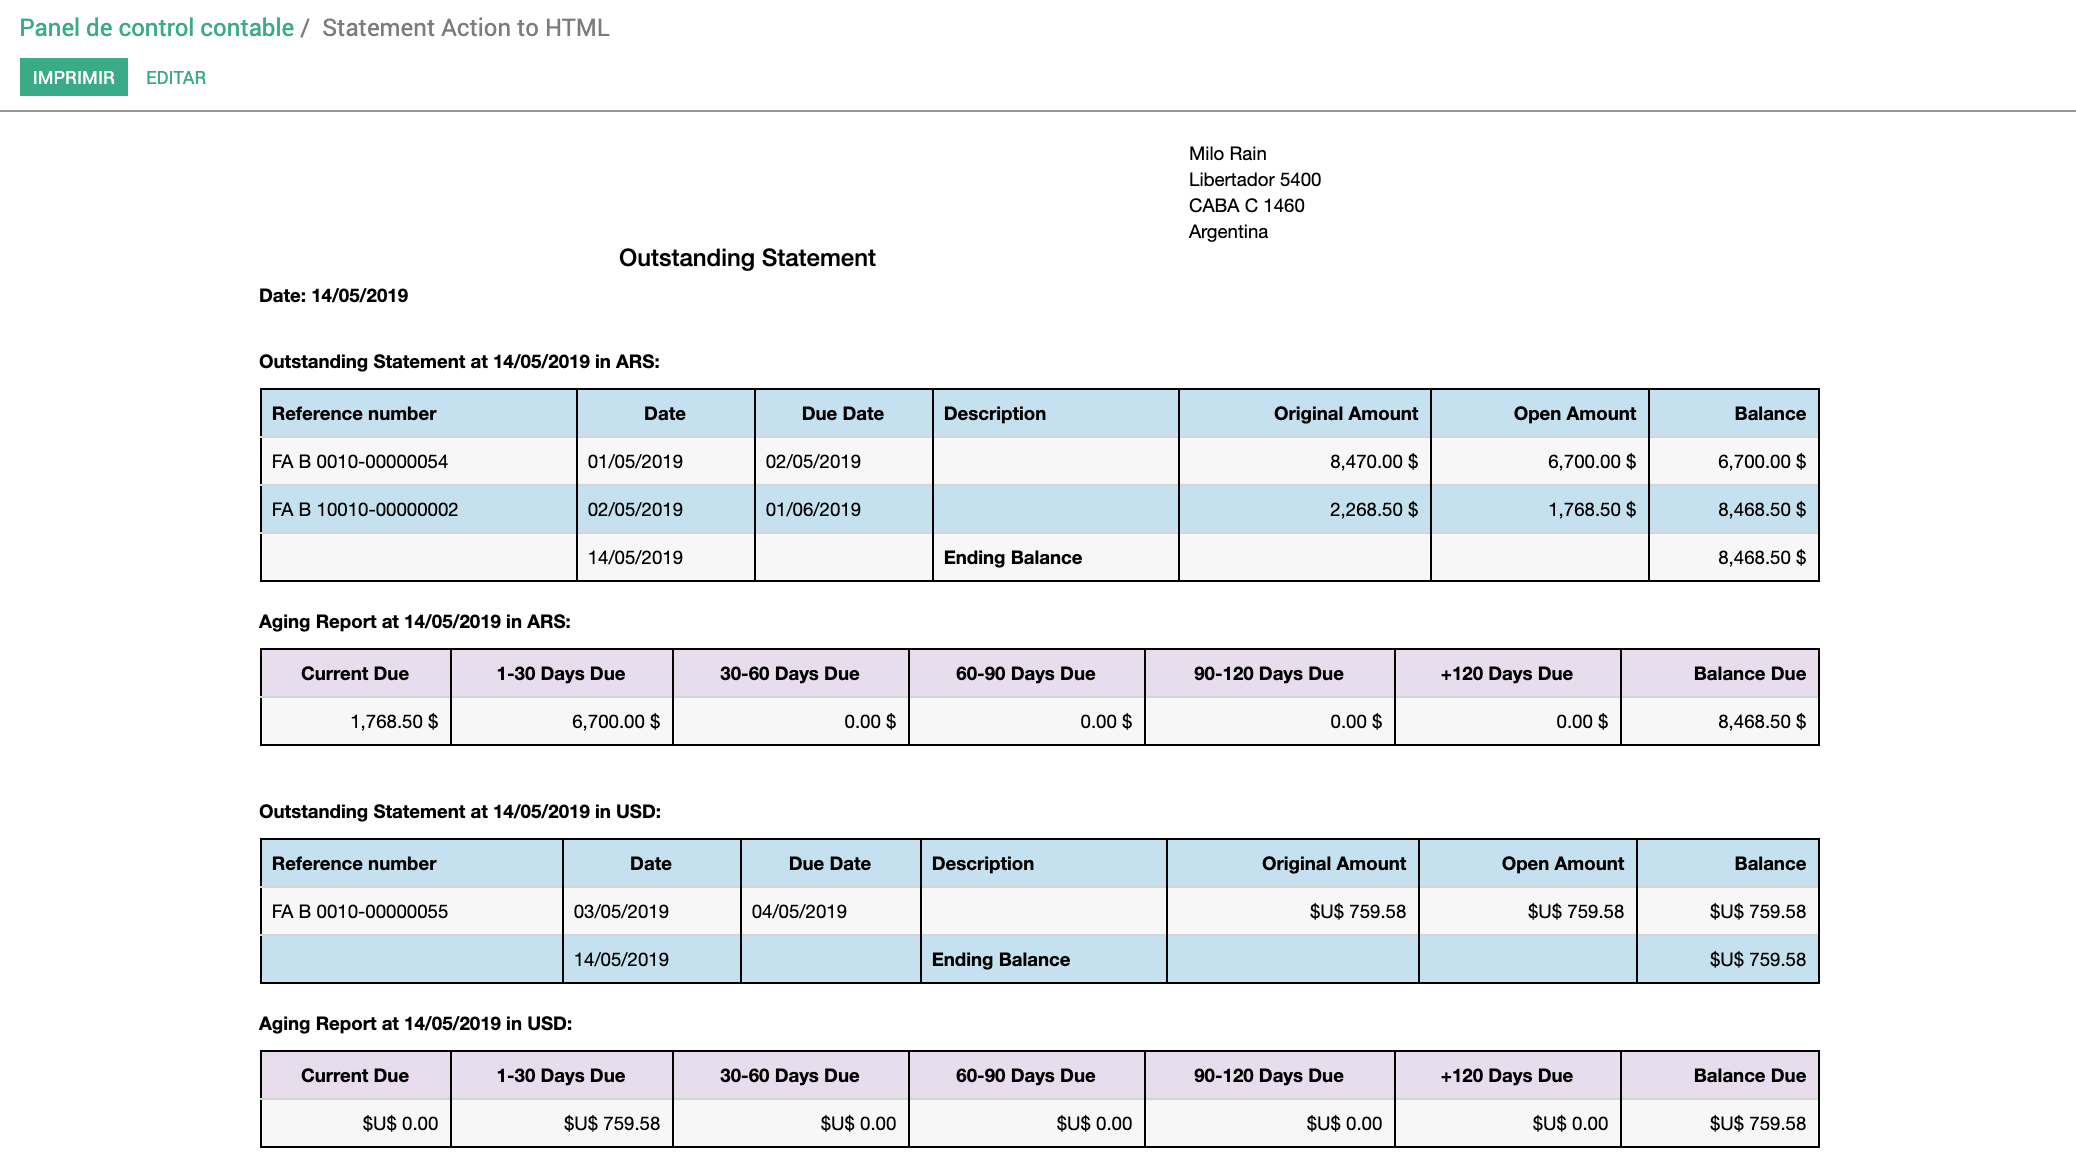 Panel de control contable / Statement Action to HTML
IMPRIMIR EDITAR
Milo Rain
Libertador 5400
CABA C 1460
Argentina
Outstanding Statement
Date: 14/05/2019
Outstanding Statement at 14/05/2019 in ARS:
Reference number Date Due Date Description Original Amount Open Amount Balance
FA B 0010-00000054 01/05/2019 02/05/2019 8,470.00 $ 6,700.00 $ 6,700.00 $
FA B 10010-00000002 02/05/2019 01/06/2019 2,268.50 $ 1,768.50 $ 8,468.50 $
14/05/2019 Ending Balance 8,468.50 $
Aging Report at 14/05/2019 in ARS:
Current Due 1-30 Days Due 30-60 Days Due 60-90 Days Due 90-120 Days Due +120 Days Due Balance Due
1,768.50 $ 6,700.00 $ 0.00 $ 0.00 $ 0.00 $ 0.00 $ 8,468.50 $
Outstanding Statement at 14/05/2019 in USD:
Reference number Date Due Date Description Original Amount Open Amount Balance
FA B 0010-00000055 03/05/2019 04/05/2019 $U$ 759.58 $U$ 759.58 $U$ 759.58
14/05/2019 Ending Balance $U$ 759.58
Aging Report at 14/05/2019 in USD:
Current Due 1-30 Days Due 30-60 Days Due 60-90 Days Due 90-120 Days Due +120 Days Due Balance Due
$U$ 0.00 $U$ 759.58 $U$ 0.00 $U$ 0.00 $U$ 0.00 $U$ 0.00 $U$ 759.58